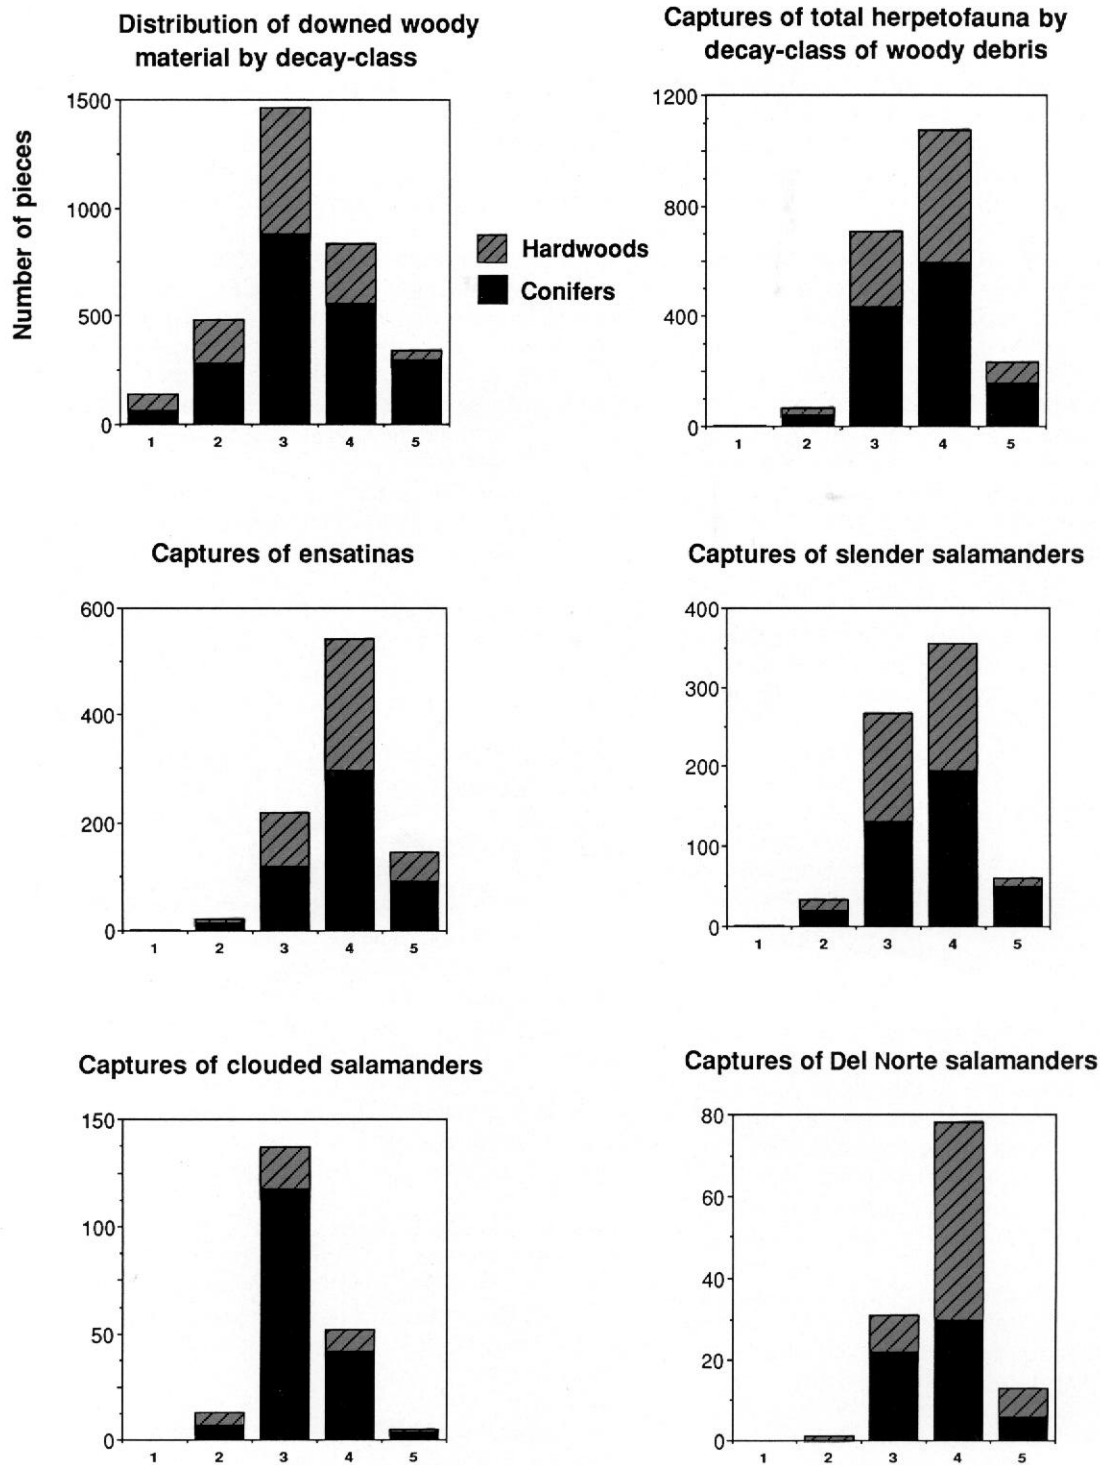 Distribution of downed woody
material by decay-class
Number of pieces
1500
1000
500
0
1 2 3 4 5
Hardwoods
Conifers
Captures of total herpetofauna by
decay-class of woody debris
1200
800
400
0
1 2 3 4 5
Captures of ensatinas
600
400
200
0
1 2 3 4 5
Captures of slender salamanders
400
300
200
100
0
1 2 3 4 5
Captures of clouded salamanders
150
100
50
0
1 2 3 4 5
Captures of Del Norte salamanders
80
60
40
20
0
1 2 3 4 5